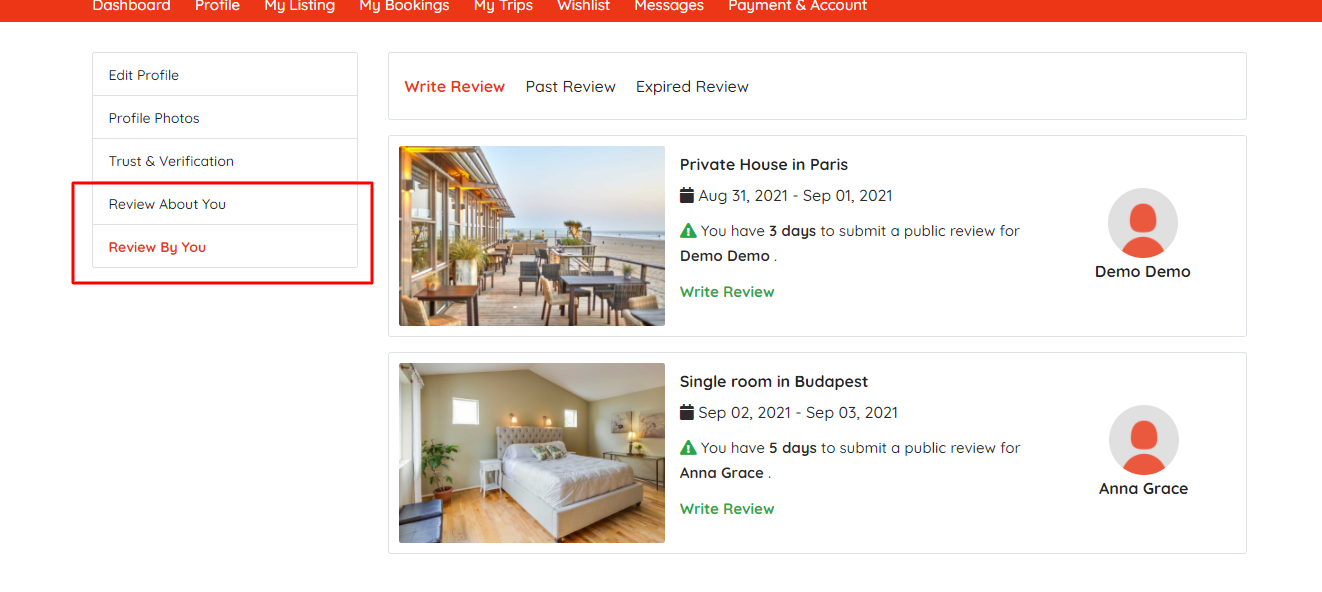 Dashboard Profile My Listing My Bookings My Trips Wishlist Messages Payment & Account
Edit Profile
Profile Photos
Trust & Verification
Review About You
Review By You
Write Review Past Review Expired Review
Private House in Paris
Aug 31, 2021 - Sep 01, 2021
You have 3 days to submit a public review for
Demo Demo .
Write Review
Demo Demo
Single room in Budapest
Sep 02, 2021 - Sep 03, 2021
You have 5 days to submit a public review for
Anna Grace .
Write Review
Anna Grace